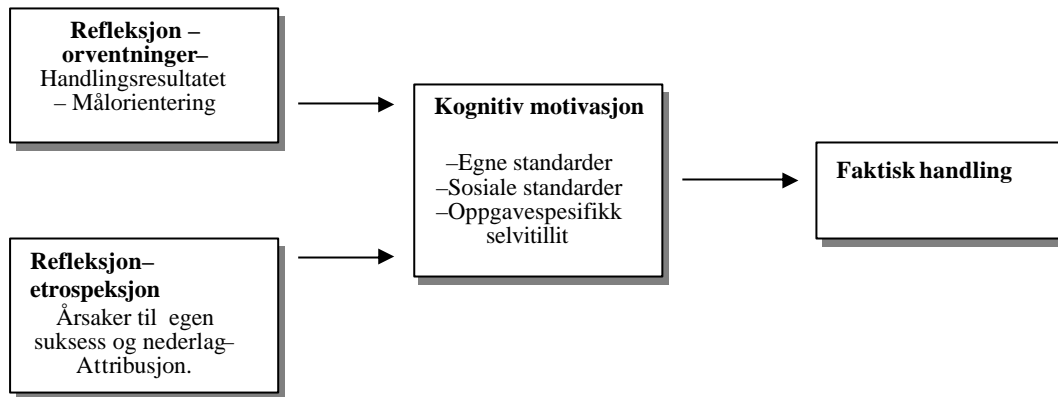 Refleksjon –
orventninger–
Handlingsresultatet
– Målorientering
Kognitiv motivasjon
–Egne standarder
–Sosiale standarder
–Oppgavespesifikk
selvitillit
Faktisk handling
Refleksjon–
etrospeksjon
Årsaker til egen
suksess og nederlag–
Attribusjon.